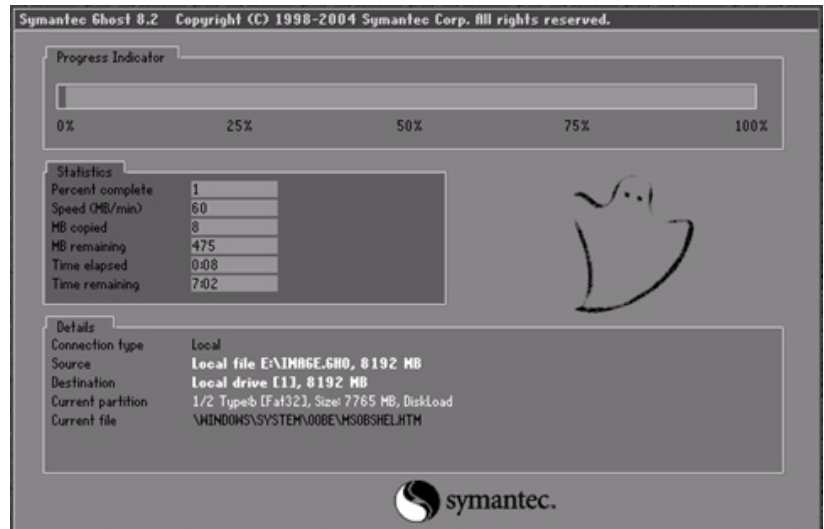 Symantec Ghost 8.2 Copyright (C) 1998-2004 Symantec Corp. All rights reserved.
Progress Indicator
0% 25% 50% 75% 100%
Statistics
Percent complete 1
Speed (MB/min) 60
MB copied 8
MB remaining 475
Time elapsed 0:08
Time remaining 7:02
Details
Connection type Local
Source Local file E:\IMAGE.GHO, 8192 MB
Destination Local drive [1], 8192 MB
Current partition 1/2 Type:b [Fat32], Size: 7765 MB, DiskLoad
Current file \WINDOWS\SYSTEM\OOBE\MSOBSHEL.HTM
symantec.